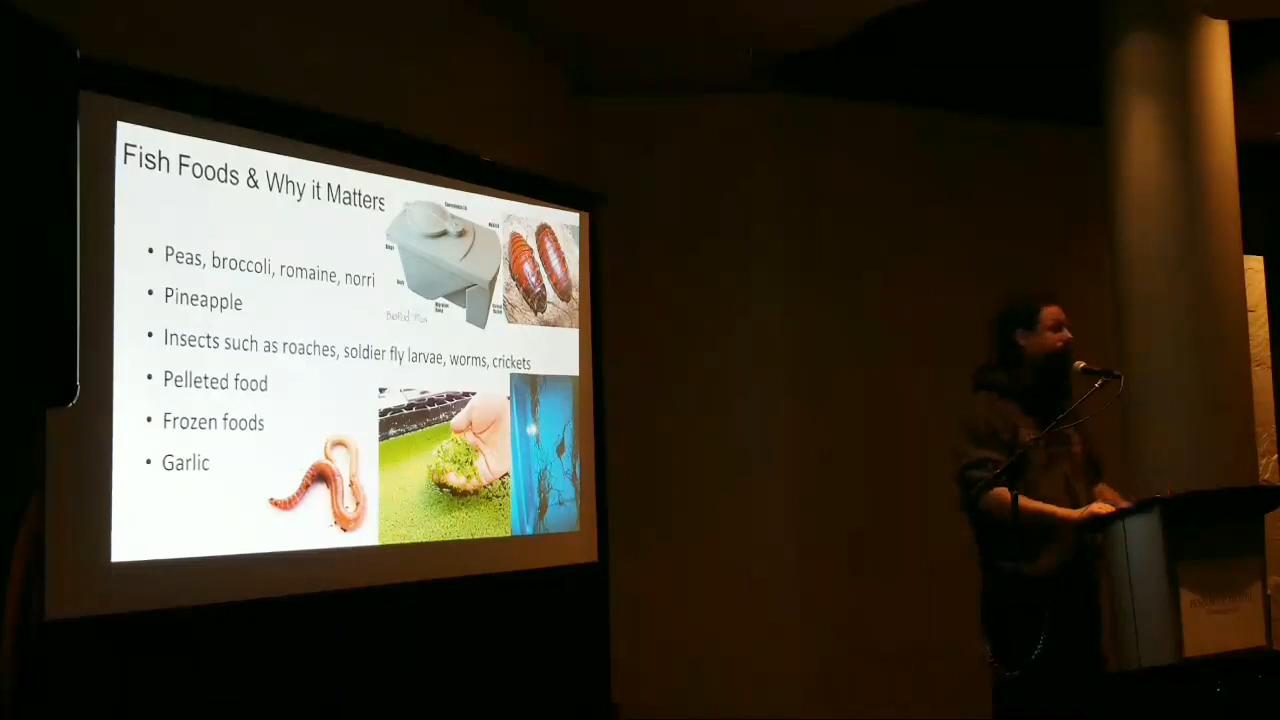 Fish Foods & Why it Matters
• Peas, broccoli, romaine, norri
• Pineapple
• Insects such as roaches, soldier fly larvae, worms, crickets
• Pelleted food
• Frozen foods
• Garlic